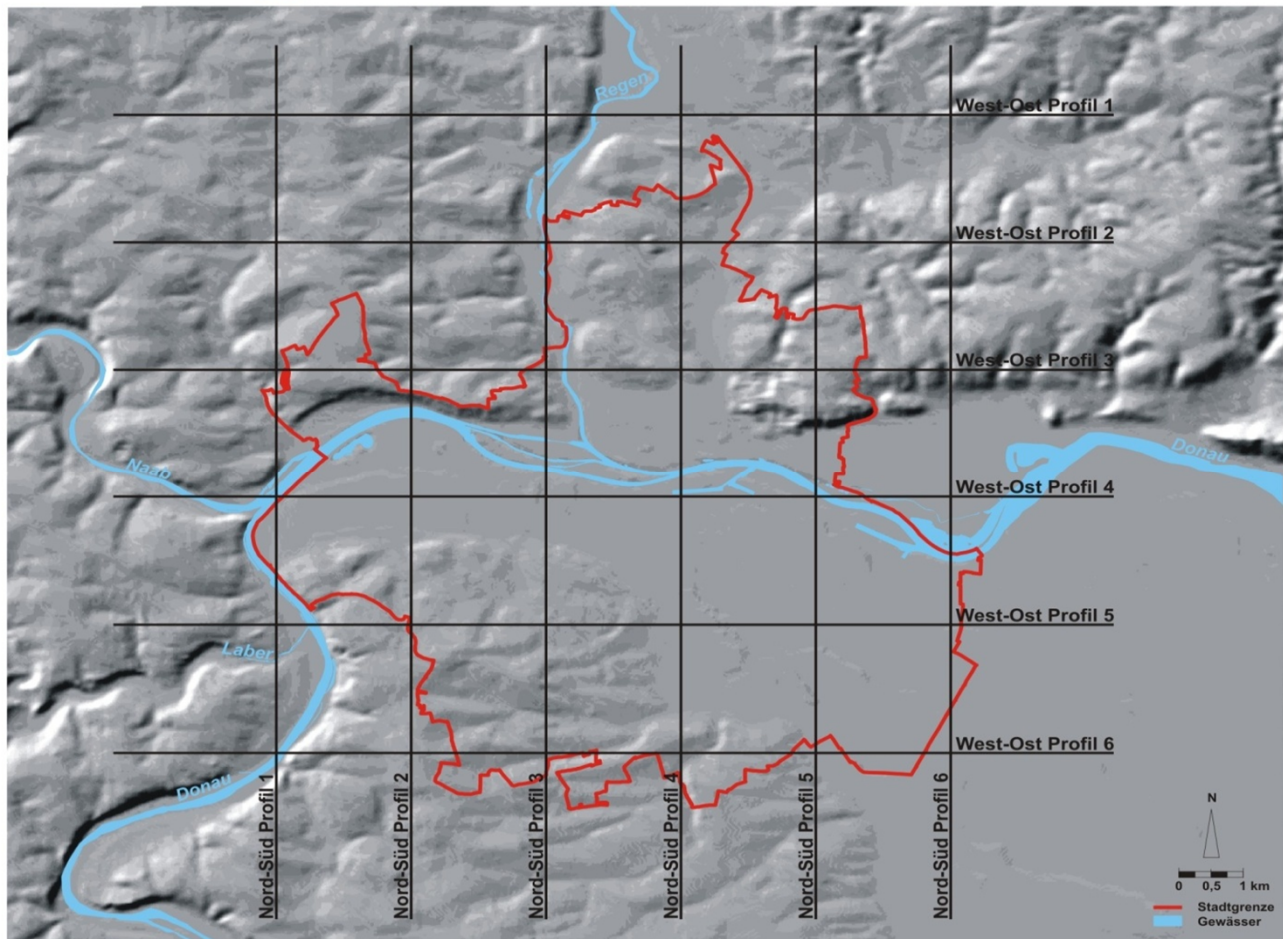 Regen
West-Ost Profil 1
West-Ost Profil 2
West-Ost Profil 3
Naab
Donau
West-Ost Profil 4
West-Ost Profil 5
Laber
West-Ost Profil 6
Donau
Nord-Süd Profil 1
Nord-Süd Profil 2
Nord-Süd Profil 3
Nord-Süd Profil 4
Nord-Süd Profil 5
Nord-Süd Profil 6
N
0 0,5 1 km
Stadtgrenze
Gewässer